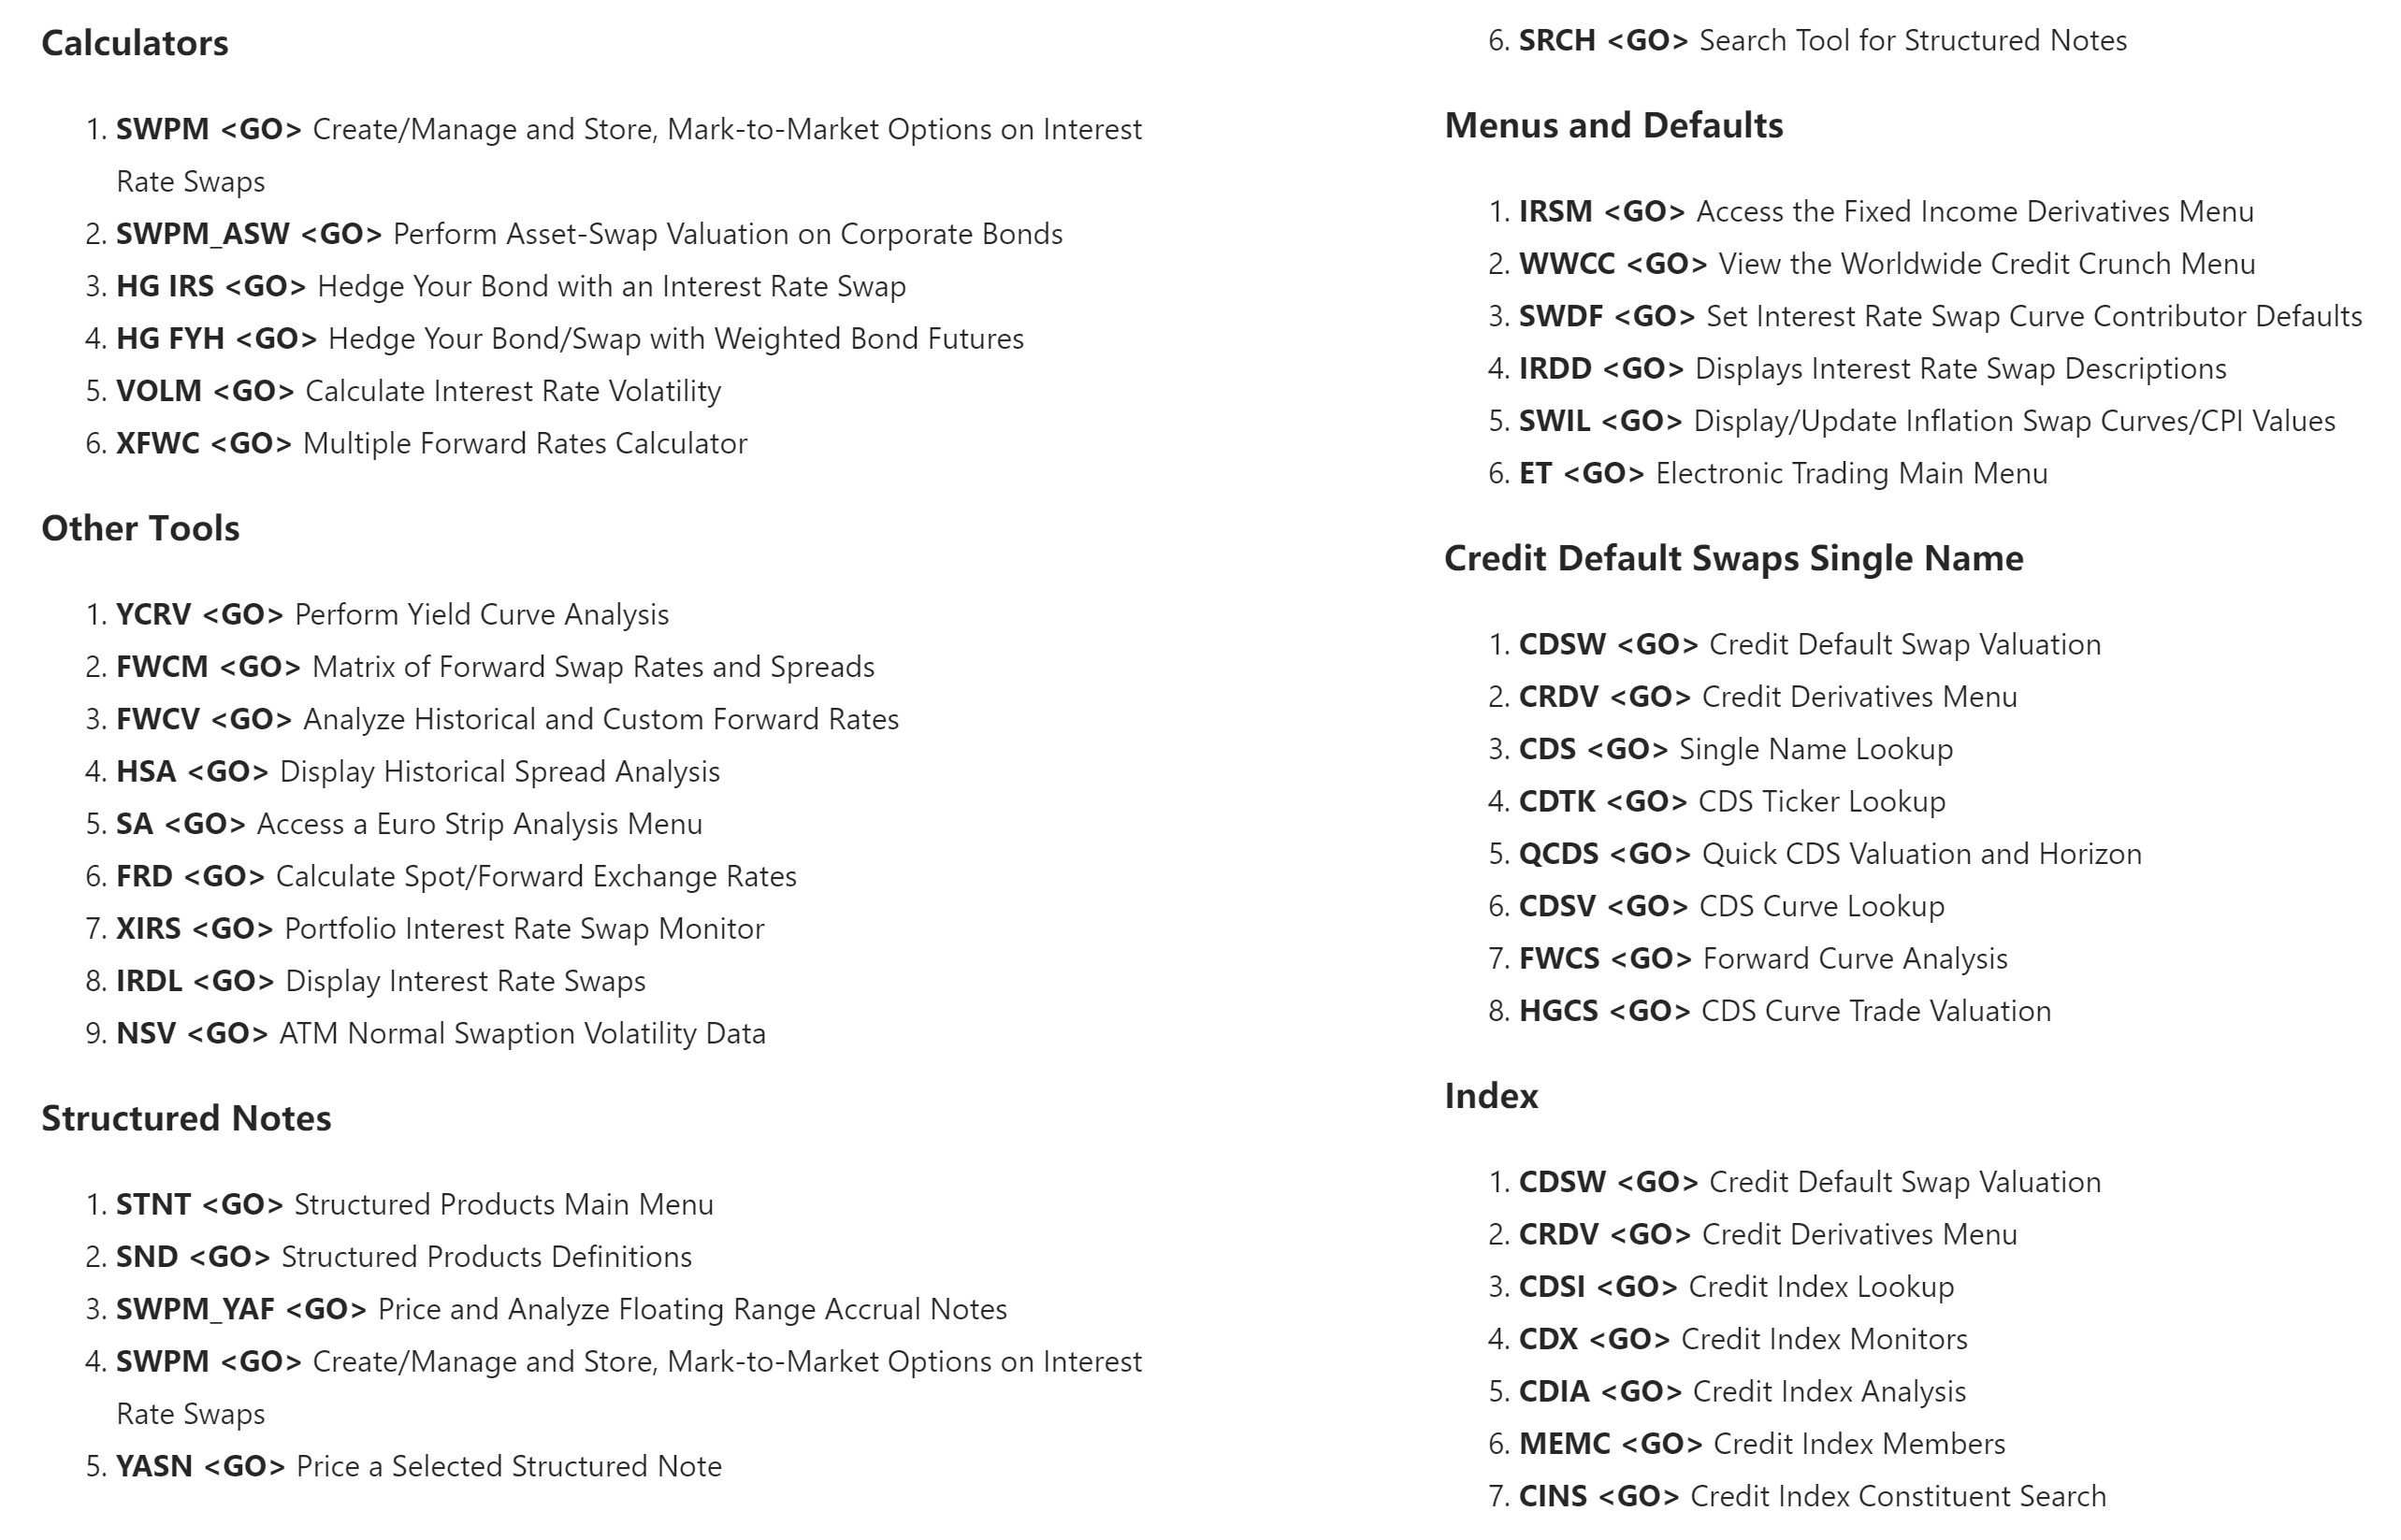 Calculators
1. SWPM <GO> Create/Manage and Store, Mark-to-Market Options on Interest
Rate Swaps
2. SWPM_ASW <GO> Perform Asset-Swap Valuation on Corporate Bonds
3. HG IRS <GO> Hedge Your Bond with an Interest Rate Swap
4. HG FYH <GO> Hedge Your Bond/Swap with Weighted Bond Futures
5. VOLM <GO> Calculate Interest Rate Volatility
6. XFWC <GO> Multiple Forward Rates Calculator
Other Tools
1. YCRV <GO> Perform Yield Curve Analysis
2. FWCM <GO> Matrix of Forward Swap Rates and Spreads
3. FWCV <GO> Analyze Historical and Custom Forward Rates
4. HSA <GO> Display Historical Spread Analysis
5. SA <GO> Access a Euro Strip Analysis Menu
6. FRD <GO> Calculate Spot/Forward Exchange Rates
7. XIRS <GO> Portfolio Interest Rate Swap Monitor
8. IRDL <GO> Display Interest Rate Swaps
9. NSV <GO> ATM Normal Swaption Volatility Data
Structured Notes
1. STNT <GO> Structured Products Main Menu
2. SND <GO> Structured Products Definitions
3. SWPM_YAF <GO> Price and Analyze Floating Range Accrual Notes
4. SWPM <GO> Create/Manage and Store, Mark-to-Market Options on Interest
Rate Swaps
5. YASN <GO> Price a Selected Structured Note
6. SRCH <GO> Search Tool for Structured Notes
Menus and Defaults
1. IRSM <GO> Access the Fixed Income Derivatives Menu
2. WWCC <GO> View the Worldwide Credit Crunch Menu
3. SWDF <GO> Set Interest Rate Swap Curve Contributor Defaults
4. IRDD <GO> Displays Interest Rate Swap Descriptions
5. SWIL <GO> Display/Update Inflation Swap Curves/CPI Values
6. ET <GO> Electronic Trading Main Menu
Credit Default Swaps Single Name
1. CDSW <GO> Credit Default Swap Valuation
2. CRDV <GO> Credit Derivatives Menu
3. CDS <GO> Single Name Lookup
4. CDTK <GO> CDS Ticker Lookup
5. QCDS <GO> Quick CDS Valuation and Horizon
6. CDSV <GO> CDS Curve Lookup
7. FWCS <GO> Forward Curve Analysis
8. HGCS <GO> CDS Curve Trade Valuation
Index
1. CDSW <GO> Credit Default Swap Valuation
2. CRDV <GO> Credit Derivatives Menu
3. CDSI <GO> Credit Index Lookup
4. CDX <GO> Credit Index Monitors
5. CDIA <GO> Credit Index Analysis
6. MEMC <GO> Credit Index Members
7. CINS <GO> Credit Index Constituent Search